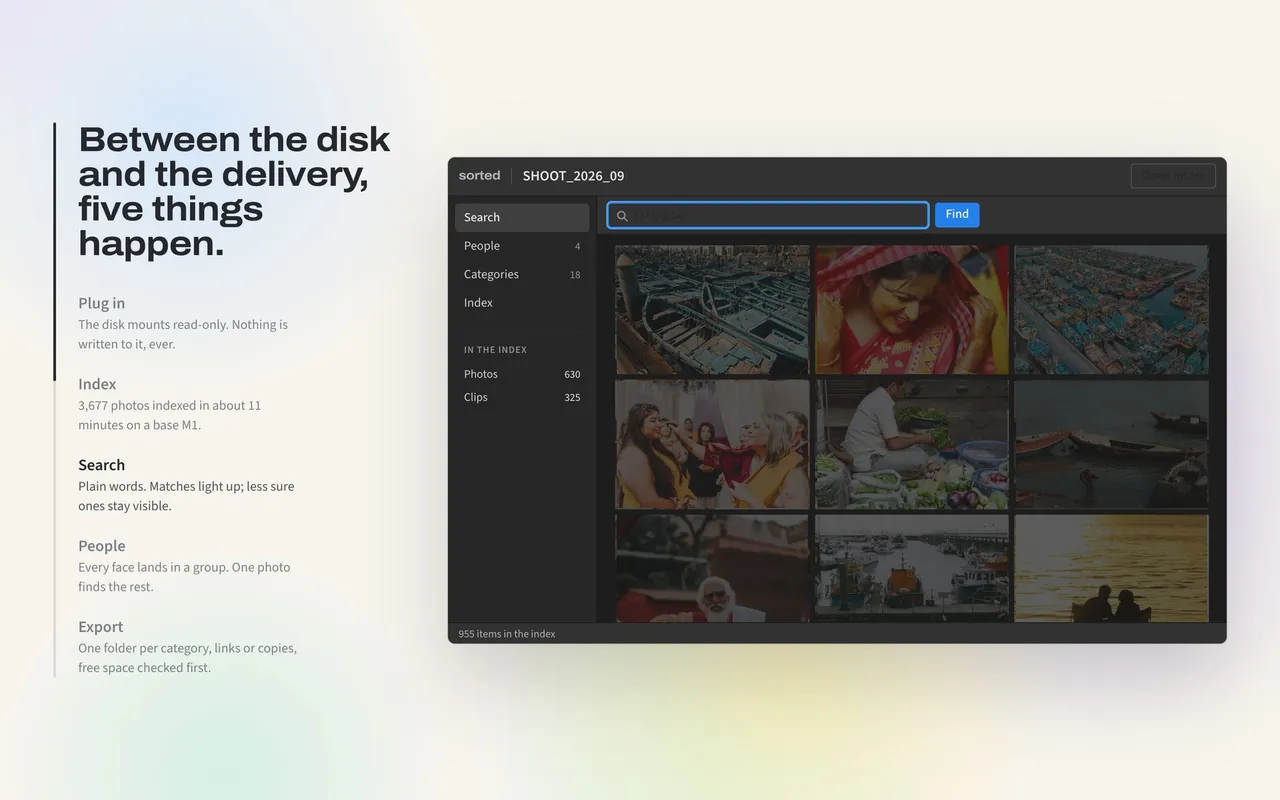 Between the disk
and the delivery,
five things
happen.
Plug in
The disk mounts read-only. Nothing is
written to it, ever.
Index
3,677 photos indexed in about 11
minutes on a base M1.
Search
Plain words. Matches light up; less sure
ones stay visible.
People
Every face lands in a group. One photo
finds the rest.
Export
One folder per category, links or copies,
free space checked first.
sorted
SHOOT_2026_09
Search
People 4
Categories 18
Index
IN THE INDEX
Photos 630
Clips 325
Find
955 items in the index